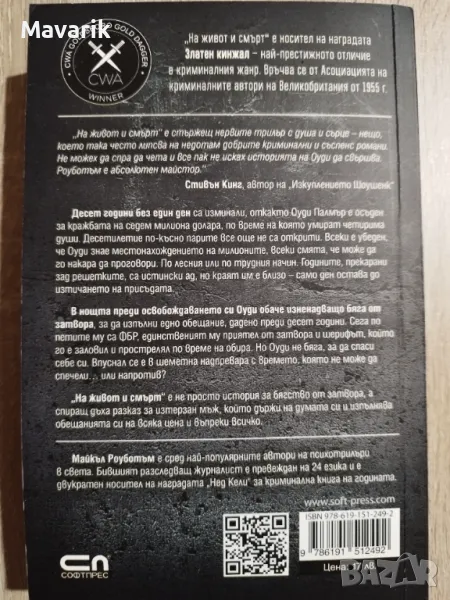 Mavarik
CWA GOLDSBORO GOLD DAGGER
CWA
WINNER
„На живот и смърт“ е носител на наградата
Златен кинжал – най-престижното отличие
в криминалния жанр. Връчва се от Асоциацията на
криминалните автори на Великобритания от 1955 г.
„На живот и смърт“ е стържещ нервите трилър с душа и сърце – нещо,
което така често липсва на недотам добрите криминални и съспенс романи.
Не можех да спра да чета и все пак не исках историята на Оуди да свършва.
Роуботъм е абсолютен майстор.
Стивън Кинг, автор на „Изкуплението Шоушенк“
Десет години без един ден са изминали, откакто Оуди Палмър е осъден
за кражбата на седем милиона долара, по време на която умират четирима
души. Десетилетие по-късно парите все още не са открити. Всеки е убеден,
че Оуди знае местонахождението на милионите, всеки смята, че може да
го накара да проговори. По лесния или по трудния начин. Годините, прекарани
зад решетките, са истински ад, но краят им е близо – само ден остава до
изтичането на присъдата.
В нощта преди освобождаването си Оуди обаче изненадващо бяга от
затвора, за да изпълни едно обещание, дадено преди десет години. Сега по
петите му са ФБР, единственият му приятел от затвора и шерифът, който
го е заловил и прострелял по време на обира. Но Оуди не бяга, за да спаси
себе си. Впуснал се е в шеметна надпревара с времето, която не може да
спечели... или напротив?
„На живот и смърт“ е не просто история за бягство от затвора, а
спиращ дъха разказ за изтерзан мъж, който държи на думата си и изпълнява
обещанията си на всяка цена и въпреки всичко.
Майкъл Роуботъм е сред най-популярните автори на психотрилъри
в света. Бившият разследващ журналист е превеждан на 24 езика и е
двукратен носител на наградата „Нед Кели“ за криминална книга на годината.
www.soft-press.com
ISBN 978-619-151-249-2
9 786191 512492
Цена: 17 лв.
СОФТПРЕС
bazar.bg